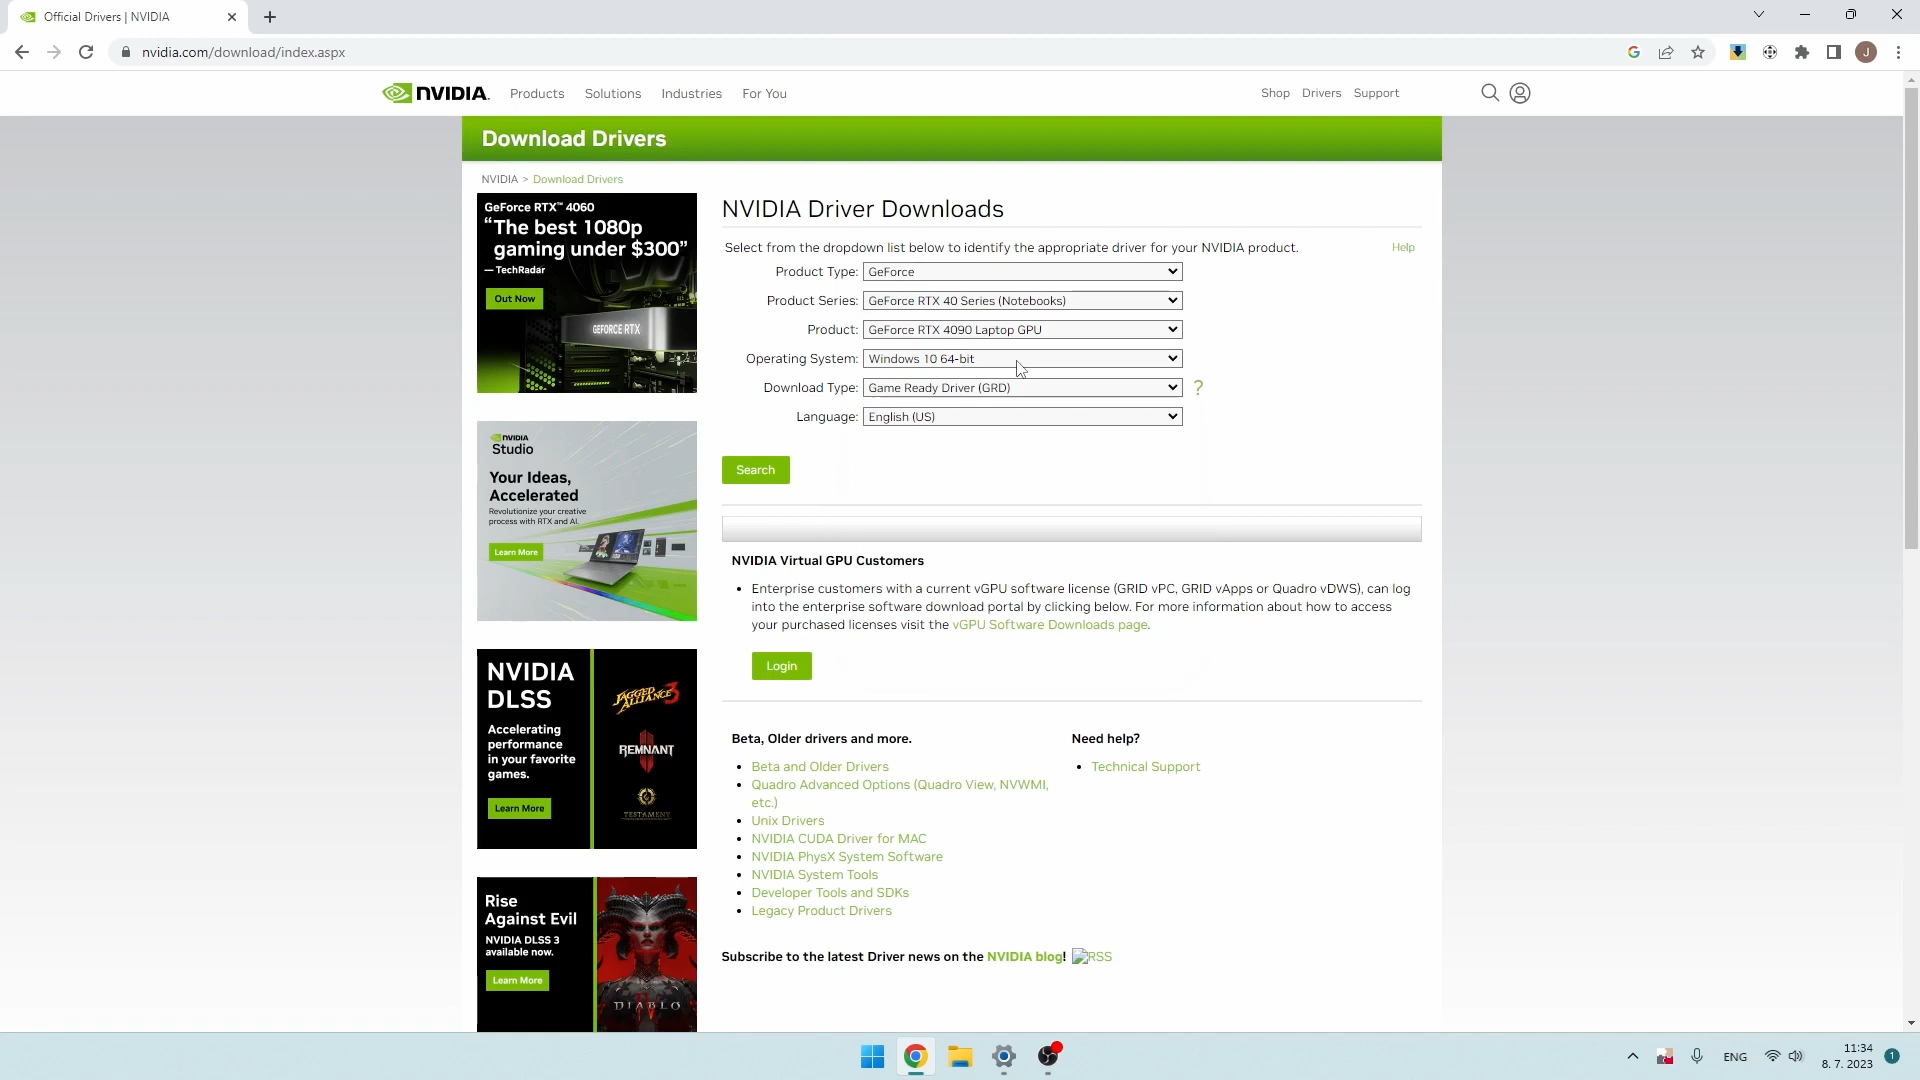 Official Drivers | NVIDIA
nvidia.com/download/index.aspx
J
NVIDIA.
Products
Solutions
Industries
For You
Shop
Drivers
Support
Download Drivers
NVIDIA > Download Drivers
GeForce RTX™ 4060
“The best 1080p
gaming under $300”
— TechRadar
Out Now
GEFORCE RTX
NVIDIA
Studio
Your Ideas,
Accelerated
Revolutionize your creative
process with RTX and AI.
Learn More
NVIDIA
DLSS
Accelerating
performance
in your favorite
games.
Learn More
JAGGED
ALLIANCE 3
REMNANT
II
TESTAMENT
Rise
Against Evil
NVIDIA DLSS 3
available now.
Learn More
DIABLO
IV
NVIDIA Driver Downloads
Select from the dropdown list below to identify the appropriate driver for your NVIDIA product.
Help
Product Type: GeForce
Product Series: GeForce RTX 40 Series (Notebooks)
Product: GeForce RTX 4090 Laptop GPU
Operating System: Windows 10 64-bit
Download Type: Game Ready Driver (GRD) ?
Language: English (US)
Search
NVIDIA Virtual GPU Customers
• Enterprise customers with a current vGPU software license (GRID vPC, GRID vApps or Quadro vDWS), can log
into the enterprise software download portal by clicking below. For more information about how to access
your purchased licenses visit the vGPU Software Downloads page.
Login
Beta, Older drivers and more.
• Beta and Older Drivers
• Quadro Advanced Options (Quadro View, NVWMI,
etc.)
• Unix Drivers
• NVIDIA CUDA Driver for MAC
• NVIDIA PhysX System Software
• NVIDIA System Tools
• Developer Tools and SDKs
• Legacy Product Drivers
Need help?
• Technical Support
Subscribe to the latest Driver news on the NVIDIA blog! RSS
ENG
11:34
8. 7. 2023
1